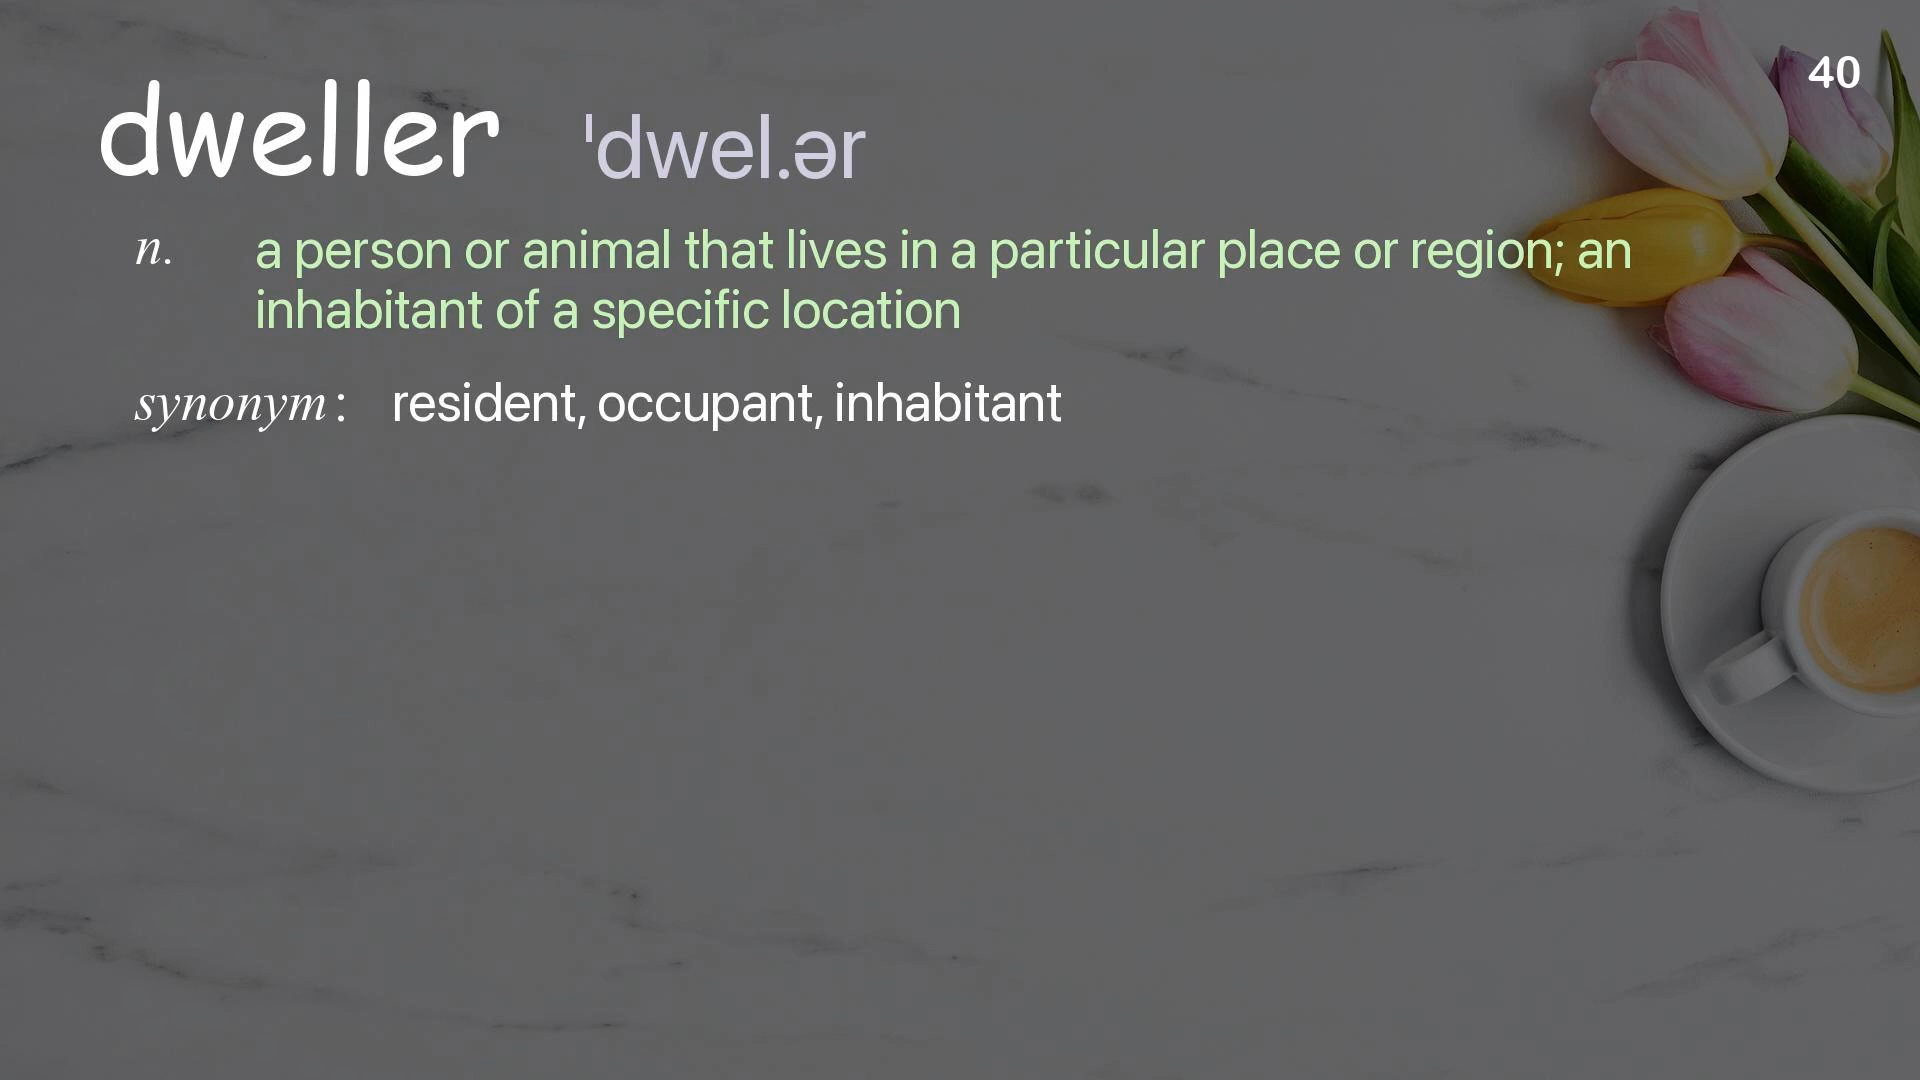 40
dweller ˈdwel.ər
n. a person or animal that lives in a particular place or region; an
inhabitant of a specific location
synonym: resident, occupant, inhabitant